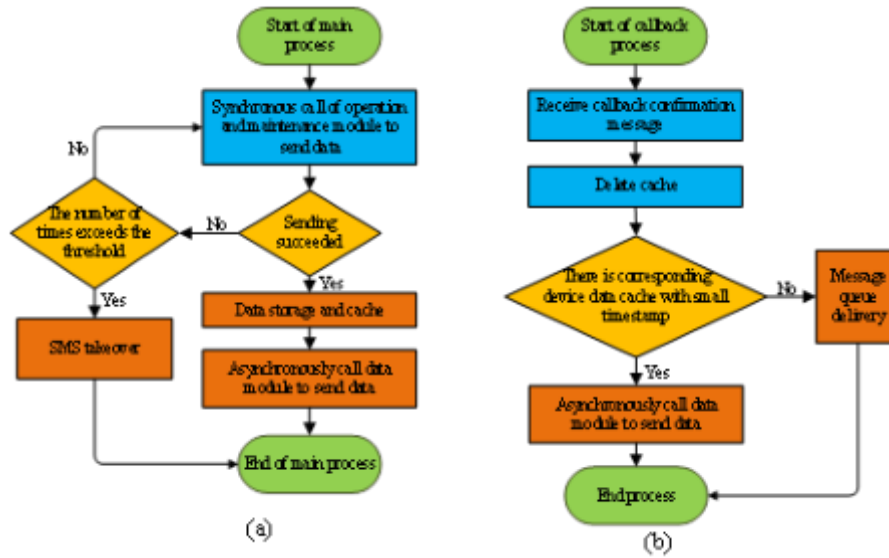 Start of main
process
Synchronous call of operation
and maintenance module to
send data
No
The number of
times exceeds the
threshold
No
Sending
succeeded
Yes
Yes
Data storage and cache
SMS takeover
Asynchronously call data
module to send data
End of main process
(a)
Start of callback
process
Receive callback confirmation
message
Delete cache
There is corresponding
device data cache with small
timestamp
No
Message
queue
delivery
Yes
Asynchronously call data
module to send data
End process
(b)